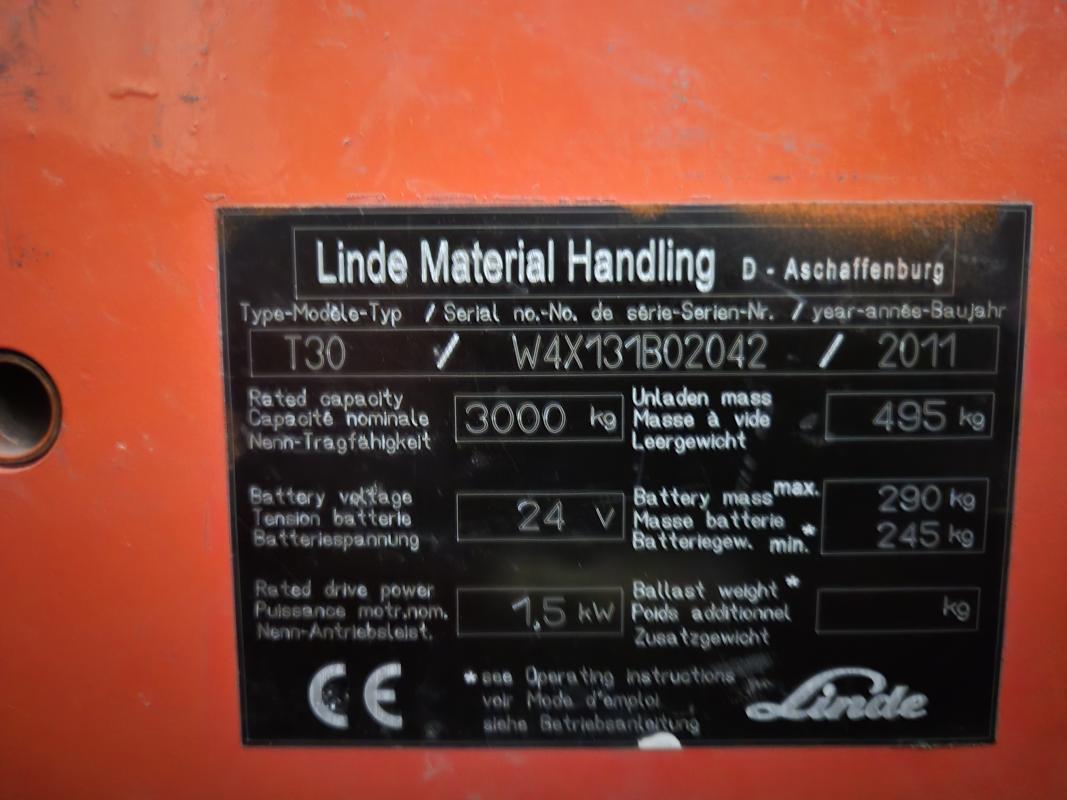 Linde Material Handling D - Aschaffenburg
Type-Modèle-Typ / Serial no.-No. de série-Serien-Nr. / year-année-Baujahr
T30 / W4X131B02042 / 2011
Rated capacity
Capacité nominale
Nenn-Tragfähigkeit
3000 kg
Unladen mass
Masse à vide
Leergewicht
495 kg
Battery voltage
Tension batterie
Batteriespannung
24 V
Battery mass max.
Masse batterie
Batteriegew. min.*
290 kg
245 kg
Rated drive power
Puissance motr.nom.
Nenn-Antriebsleist.
1,5 kW
Ballast weight *
Poids additionnel
Zusatzgewicht
kg
CE
*see Operating instructions
voir Mode d'emploi
siehe Betriebsanleitung
Linde